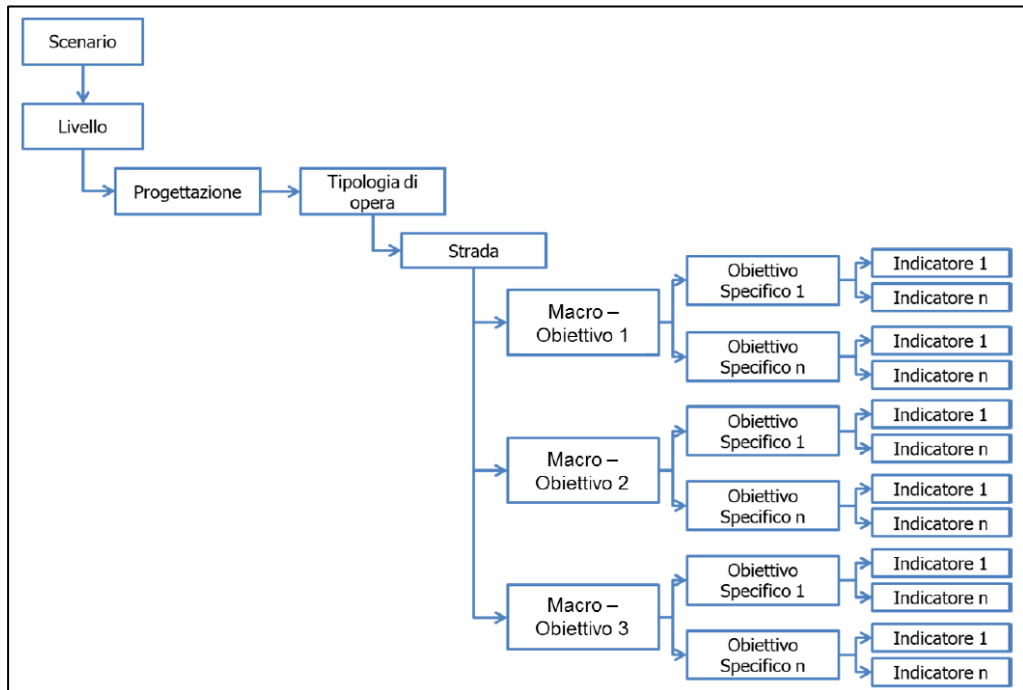 Scenario
Livello
Progettazione
Tipologia di
opera
Strada
Macro –
Obiettivo 1
Obiettivo
Specifico 1
Indicatore 1
Indicatore n
Obiettivo
Specifico n
Indicatore 1
Indicatore n
Macro –
Obiettivo 2
Obiettivo
Specifico 1
Indicatore 1
Indicatore n
Obiettivo
Specifico n
Indicatore 1
Indicatore n
Macro –
Obiettivo 3
Obiettivo
Specifico 1
Indicatore 1
Indicatore n
Obiettivo
Specifico n
Indicatore 1
Indicatore n